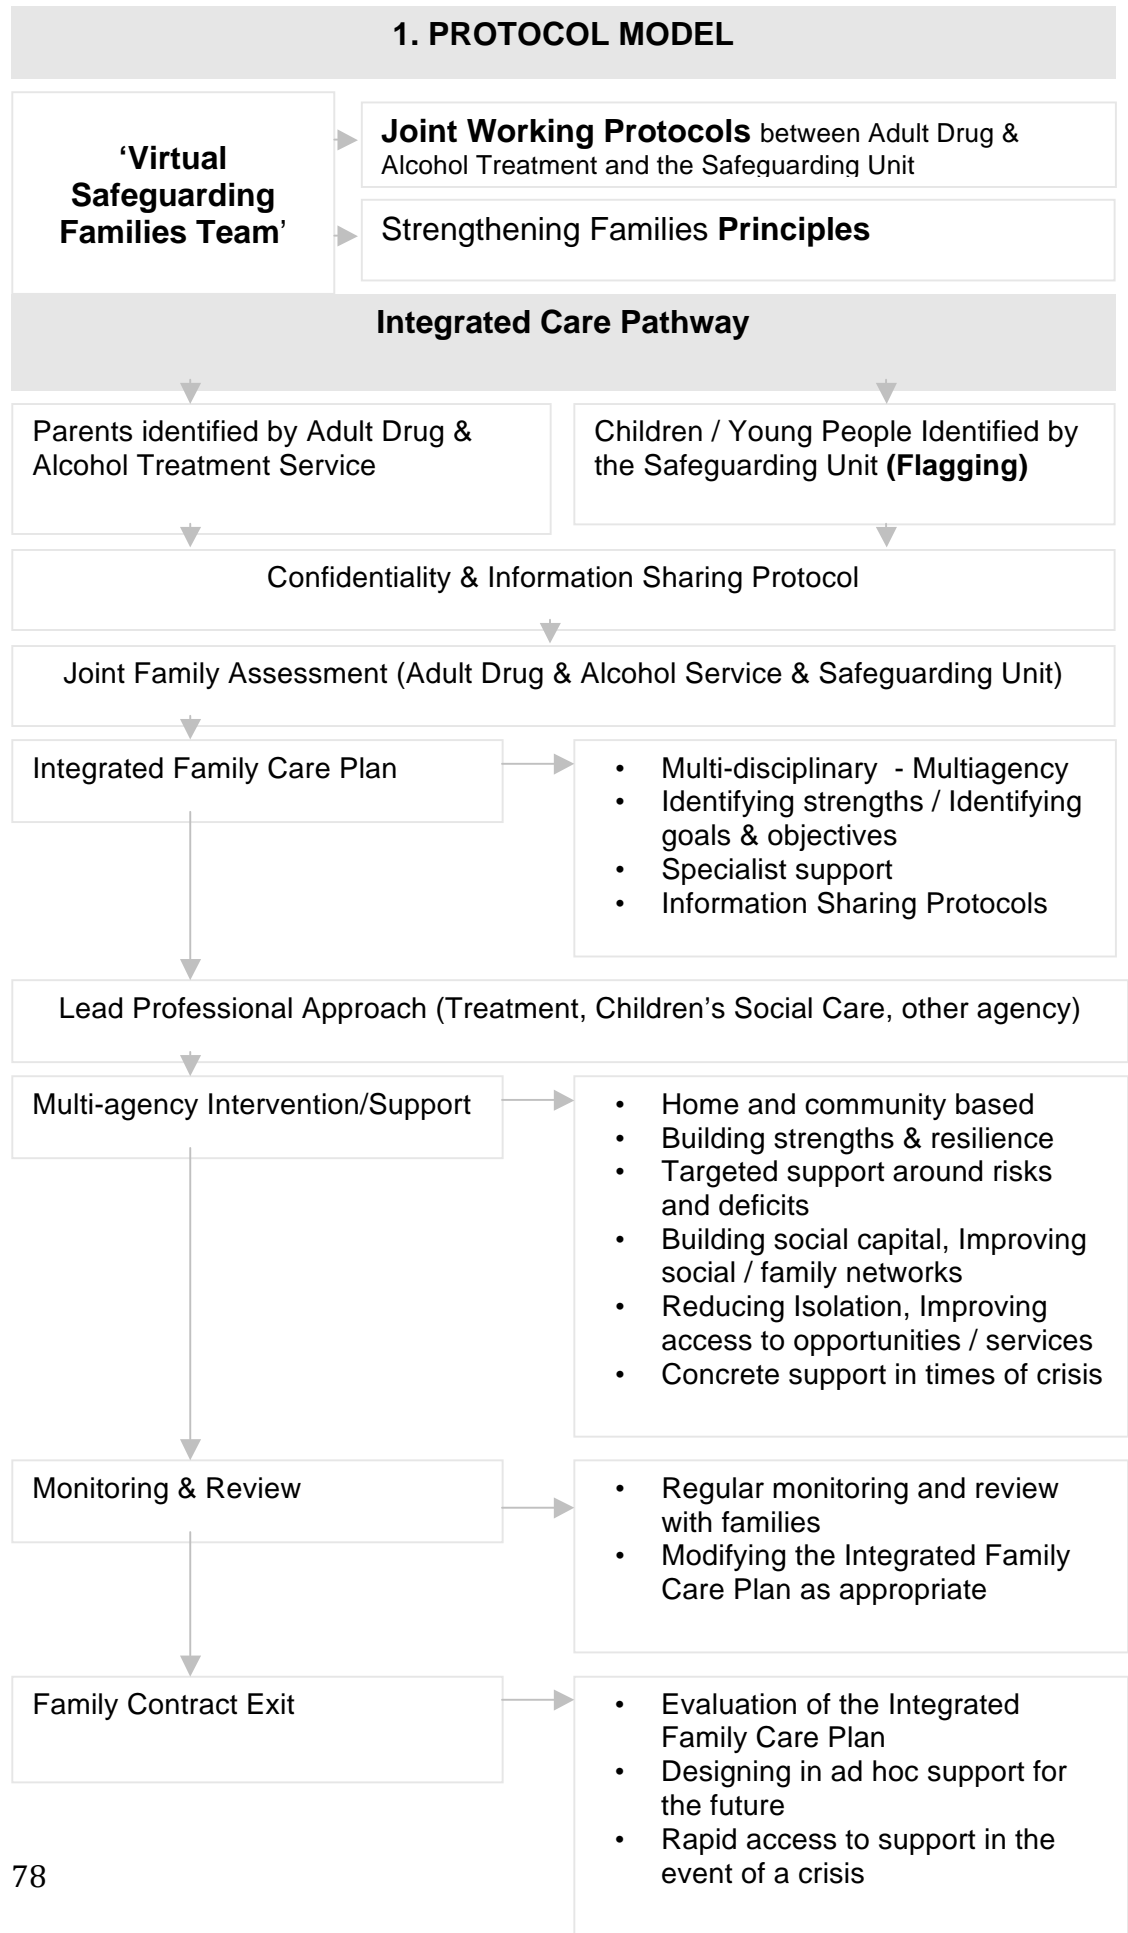 1. PROTOCOL MODEL
‘Virtual
Safeguarding
Families Team’
Joint Working Protocols between Adult Drug &
Alcohol Treatment and the Safeguarding Unit
Strengthening Families Principles
Integrated Care Pathway
Parents identified by Adult Drug &
Alcohol Treatment Service
Children / Young People Identified by
the Safeguarding Unit (Flagging)
Confidentiality & Information Sharing Protocol
Joint Family Assessment (Adult Drug & Alcohol Service & Safeguarding Unit)
Integrated Family Care Plan
• Multi-disciplinary - Multiagency
• Identifying strengths / Identifying
goals & objectives
• Specialist support
• Information Sharing Protocols
Lead Professional Approach (Treatment, Children’s Social Care, other agency)
Multi-agency Intervention/Support
• Home and community based
• Building strengths & resilience
• Targeted support around risks
and deficits
• Building social capital, Improving
social / family networks
• Reducing Isolation, Improving
access to opportunities / services
• Concrete support in times of crisis
Monitoring & Review
• Regular monitoring and review
with families
• Modifying the Integrated Family
Care Plan as appropriate
Family Contract Exit
• Evaluation of the Integrated
Family Care Plan
• Designing in ad hoc support for
the future
• Rapid access to support in the
event of a crisis
78